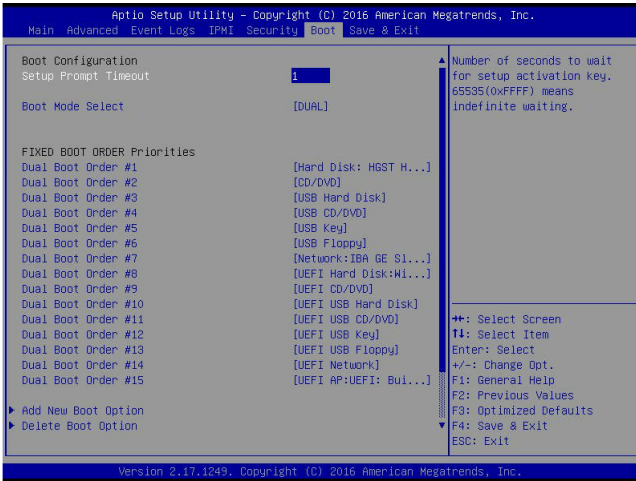 Aptio Setup Utility – Copyright (C) 2016 American Megatrends, Inc.
Main Advanced Event Logs IPMI Security Boot Save & Exit
Boot Configuration
Setup Prompt Timeout 1
Boot Mode Select [DUAL]
FIXED BOOT ORDER Priorities
Dual Boot Order #1 [Hard Disk: HGST H...]
Dual Boot Order #2 [CD/DVD]
Dual Boot Order #3 [USB Hard Disk]
Dual Boot Order #4 [USB CD/DVD]
Dual Boot Order #5 [USB Key]
Dual Boot Order #6 [USB Floppy]
Dual Boot Order #7 [Network:IBA GE Sl...]
Dual Boot Order #8 [UEFI Hard Disk:Wi...]
Dual Boot Order #9 [UEFI CD/DVD]
Dual Boot Order #10 [UEFI USB Hard Disk]
Dual Boot Order #11 [UEFI USB CD/DVD]
Dual Boot Order #12 [UEFI USB Key]
Dual Boot Order #13 [UEFI USB Floppy]
Dual Boot Order #14 [UEFI Network]
Dual Boot Order #15 [UEFI AP:UEFI: Bui...]
Add New Boot Option
Delete Boot Option
Number of seconds to wait
for setup activation key.
65535(0xFFFF) means
indefinite waiting.
→←: Select Screen
↑↓: Select Item
Enter: Select
+/-: Change Opt.
F1: General Help
F2: Previous Values
F3: Optimized Defaults
F4: Save & Exit
ESC: Exit
Version 2.17.1249. Copyright (C) 2016 American Megatrends, Inc.